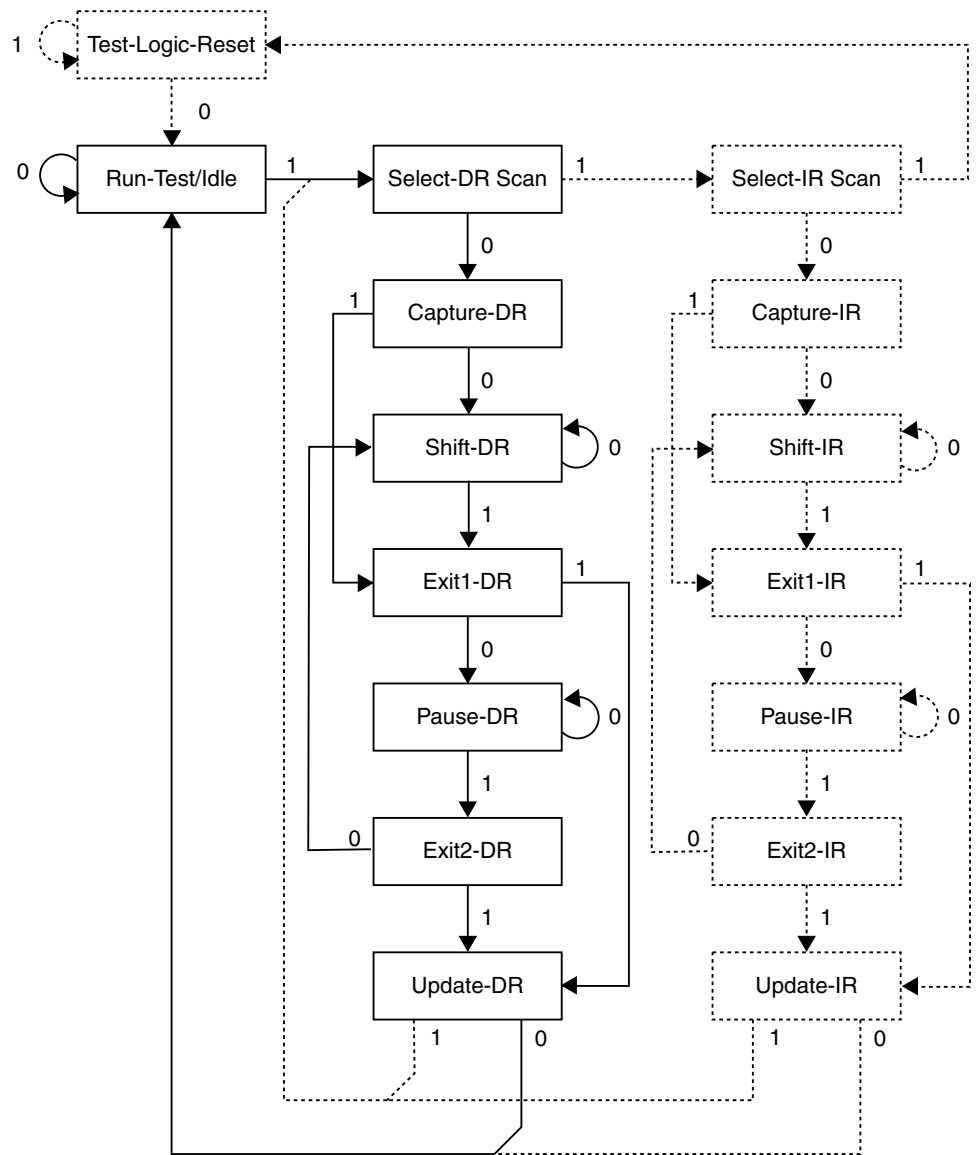 1
Test-Logic-Reset
0
0
Run-Test/Idle
1
Select-DR Scan
1
Select-IR Scan
1
0
0
1
Capture-DR
1
Capture-IR
0
0
Shift-DR
0
Shift-IR
0
1
1
Exit1-DR
1
Exit1-IR
1
0
0
Pause-DR
0
Pause-IR
0
1
1
0
Exit2-DR
0
Exit2-IR
1
1
Update-DR
Update-IR
1
0
1
0